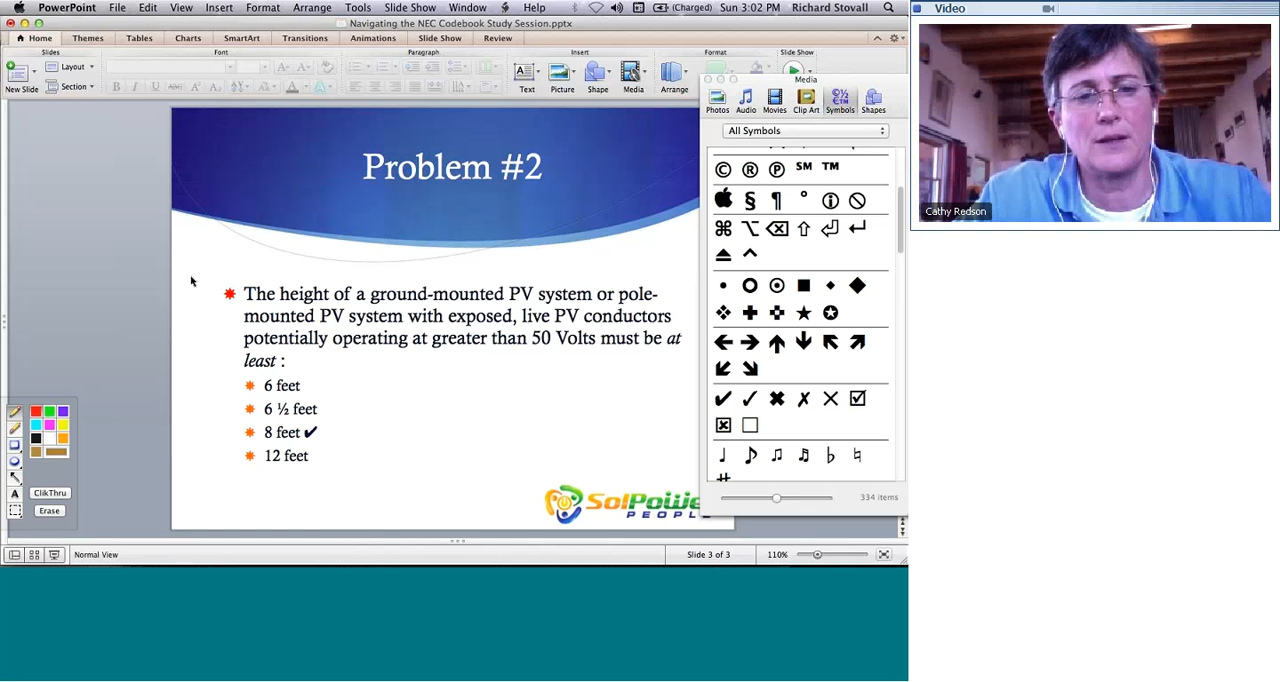 PowerPoint File Edit View Insert Format Arrange Tools Slide Show Window Help (Charged) Sun 3:02 PM Richard Stovall
Navigating the NEC Codebook Study Session.pptx
Home Themes Tables Charts SmartArt Transitions Animations Slide Show Review
Slides Font Paragraph Insert Format Slide Show
New Slide Layout Section Text Picture Shape Media Arrange
Media
Photos Audio Movies Clip Art Symbols Shapes
All Symbols
© ® ℗ SM TM
334 items
Problem #2
The height of a ground-mounted PV system or pole-
mounted PV system with exposed, live PV conductors
potentially operating at greater than 50 Volts must be at
least :
6 feet
6 ½ feet
8 feet ✔
12 feet
SolPowe
PEOPL
ClikThru
Erase
Normal View Slide 3 of 3 110%
Video
Cathy Redson